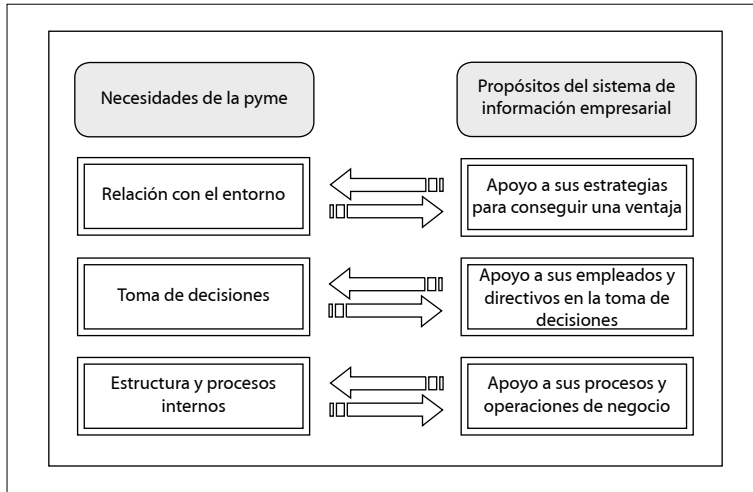 Necesidades de la pyme
Propósitos del sistema de
información empresarial
Relación con el entorno
Apoyo a sus estrategias
para conseguir una ventaja
Toma de decisiones
Apoyo a sus empleados y
directivos en la toma de
decisiones
Estructura y procesos
internos
Apoyo a sus procesos y
operaciones de negocio